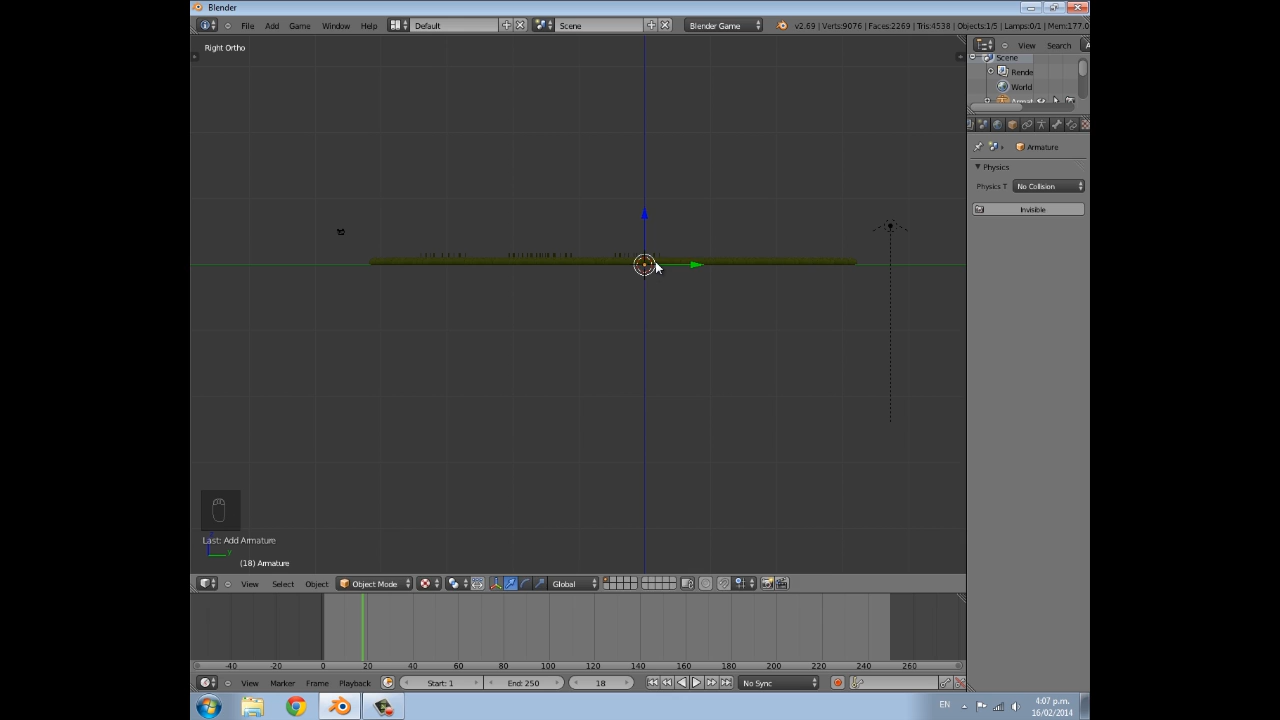 Blender
File Add Game Window Help Default Scene Blender Game v2.69 | Verts:9076 | Faces:2269 | Tris:4538 | Objects:1/5 | Lamps:0/1 | Mem:177.0
Right Ortho
View Search
Scene
Rende
World
Armat
Armature
Physics
Physics T No Collision
Invisible
Last: Add Armature
y
(18) Armature
View Select Object Object Mode Global
-40 -20 0 20 40 60 80 100 120 140 160 180 200 220 240 260
View Marker Frame Playback Start: 1 End: 250 18 No Sync
EN 4:07 p.m.
16/02/2014